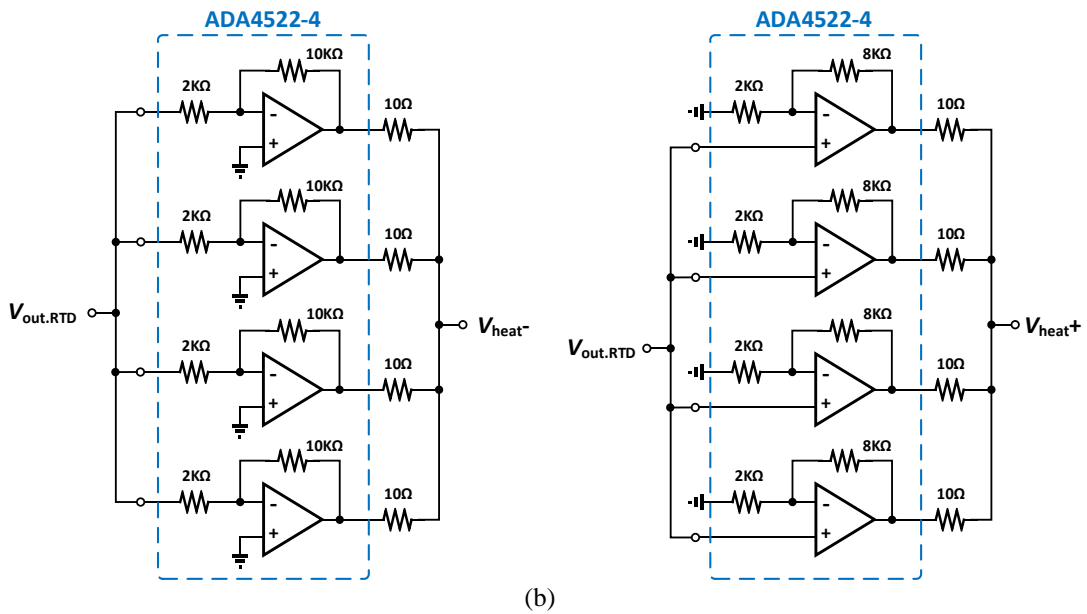 ADA4522-4
10KΩ
2KΩ
-
+
10Ω
10KΩ
2KΩ
-
+
10Ω
10KΩ
2KΩ
-
+
10Ω
10KΩ
2KΩ
-
+
10Ω
Vout.RTD
Vheat-
ADA4522-4
8KΩ
2KΩ
-
+
10Ω
8KΩ
2KΩ
-
+
10Ω
8KΩ
2KΩ
-
+
10Ω
8KΩ
2KΩ
-
+
10Ω
Vout.RTD
Vheat+
(b)